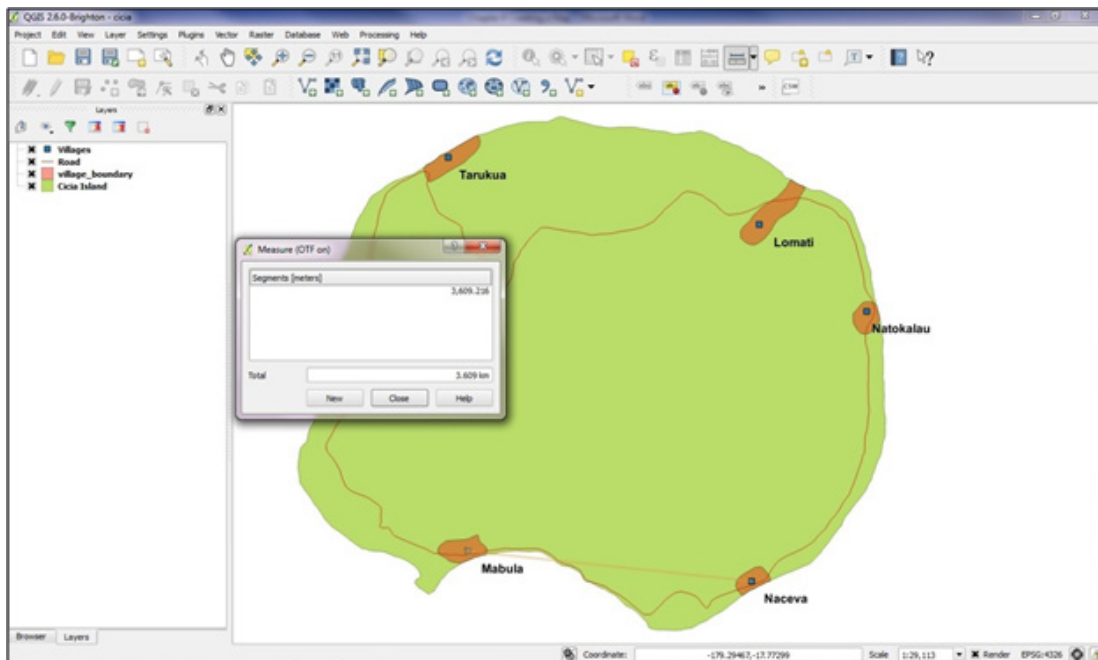 QGIS 2.6.0-Brighton - cicia
Project Edit View Layer Settings Plugins Vector Raster Database Web Processing Help
CSW
Layers
Villages
Road
village_boundary
Cicia Island
Tarukua
Lomati
Natokalau
Mabula
Naceva
Measure (OTF on)
Segments [meters]
3,609.216
Total 3.609 km
New Close Help
Browser Layers
Coordinate: -179.29467,-17.77299 Scale 1:29,113 Render EPSG:4326